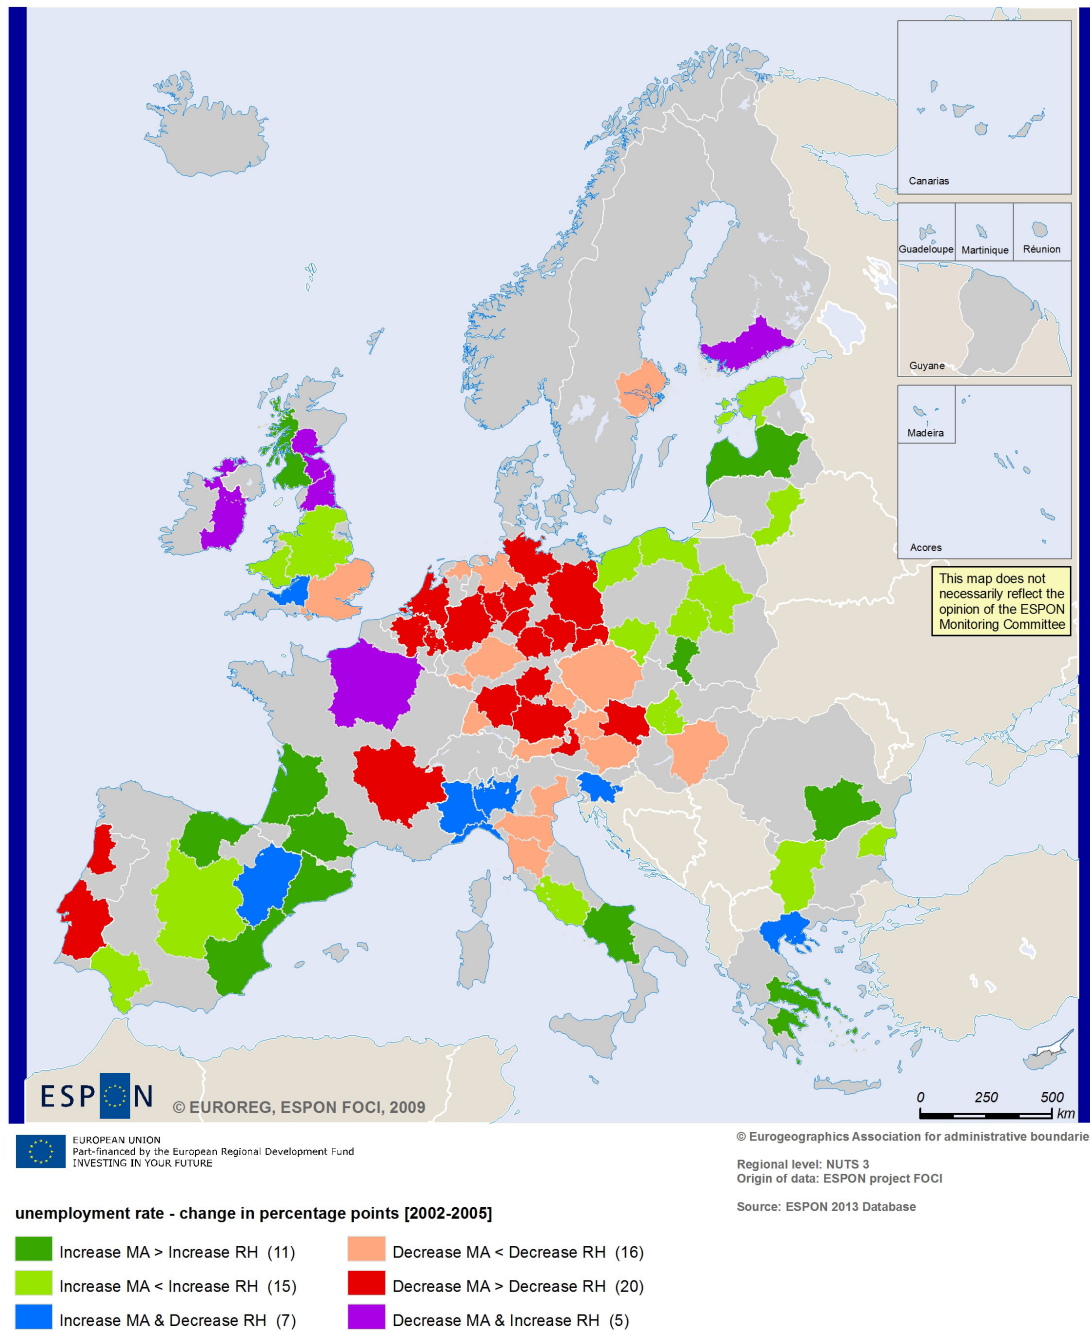 Canarias
Guadeloupe
Martinique
Réunion
Guyane
Madeira
Acores
This map does not
necessarily reflect the
opinion of the ESPON
Monitoring Committee
ESPON
© EUROREG, ESPON FOCI, 2009
0 250 500
km
EUROPEAN UNION
Part-financed by the European Regional Development Fund
INVESTING IN YOUR FUTURE
© Eurogeographics Association for administrative boundarie
Regional level: NUTS 3
Origin of data: ESPON project FOCI
Source: ESPON 2013 Database
unemployment rate - change in percentage points [2002-2005]
Increase MA > Increase RH (11)
Increase MA < Increase RH (15)
Increase MA & Decrease RH (7)
Decrease MA < Decrease RH (16)
Decrease MA > Decrease RH (20)
Decrease MA & Increase RH (5)